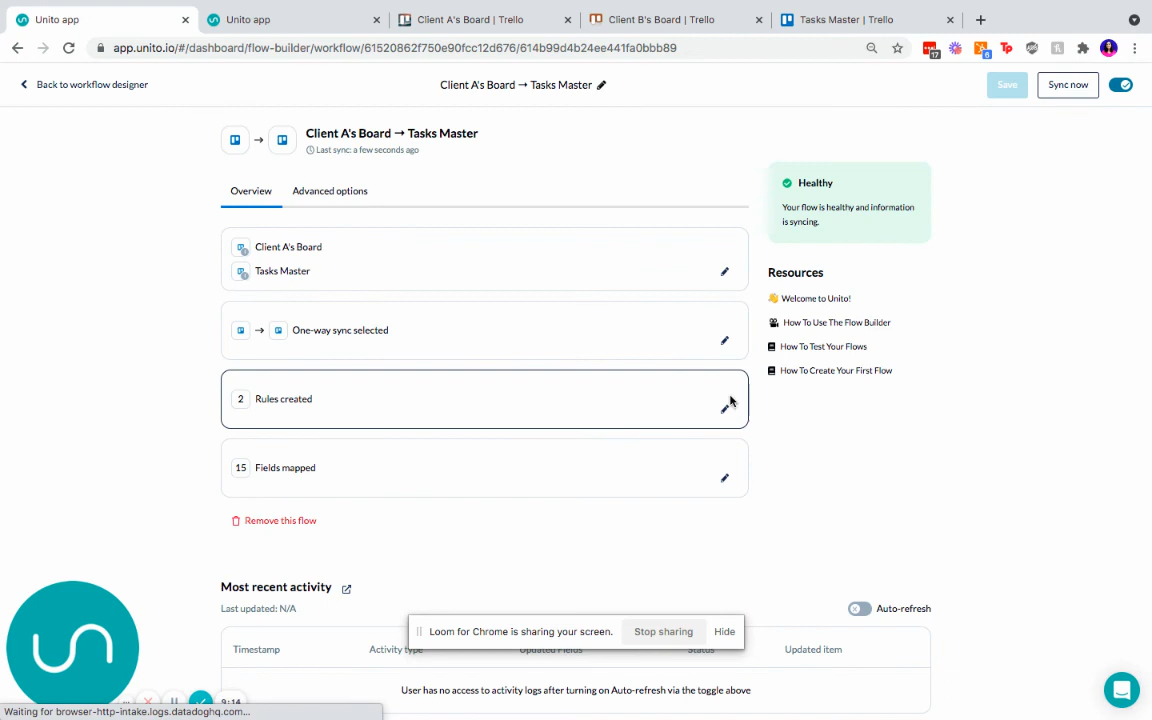 Unito app
Unito app
Client A's Board | Trello
Client B's Board | Trello
Tasks Master | Trello
app.unito.io/#/dashboard/flow-builder/workflow/61520862f750e90fcc12d676/614b99d4b24ee441fa0bbb89
17
6
Tp
Back to workflow designer
Client A's Board → Tasks Master
Save
Sync now
Client A's Board → Tasks Master
Last sync: a few seconds ago
Overview
Advanced options
Healthy
Your flow is healthy and information
is syncing.
Client A's Board
Tasks Master
Resources
👋 Welcome to Unito!
How To Use The Flow Builder
How To Test Your Flows
How To Create Your First Flow
One-way sync selected
2 Rules created
15 Fields mapped
Remove this flow
Most recent activity
Last updated: N/A
Auto-refresh
Loom for Chrome is sharing your screen.
Stop sharing
Hide
Timestamp
Activity type
Updated Fields
Status
Updated item
User has no access to activity logs after turning on Auto-refresh via the toggle above
9:14
Waiting for browser-http-intake.logs.datadoghq.com...